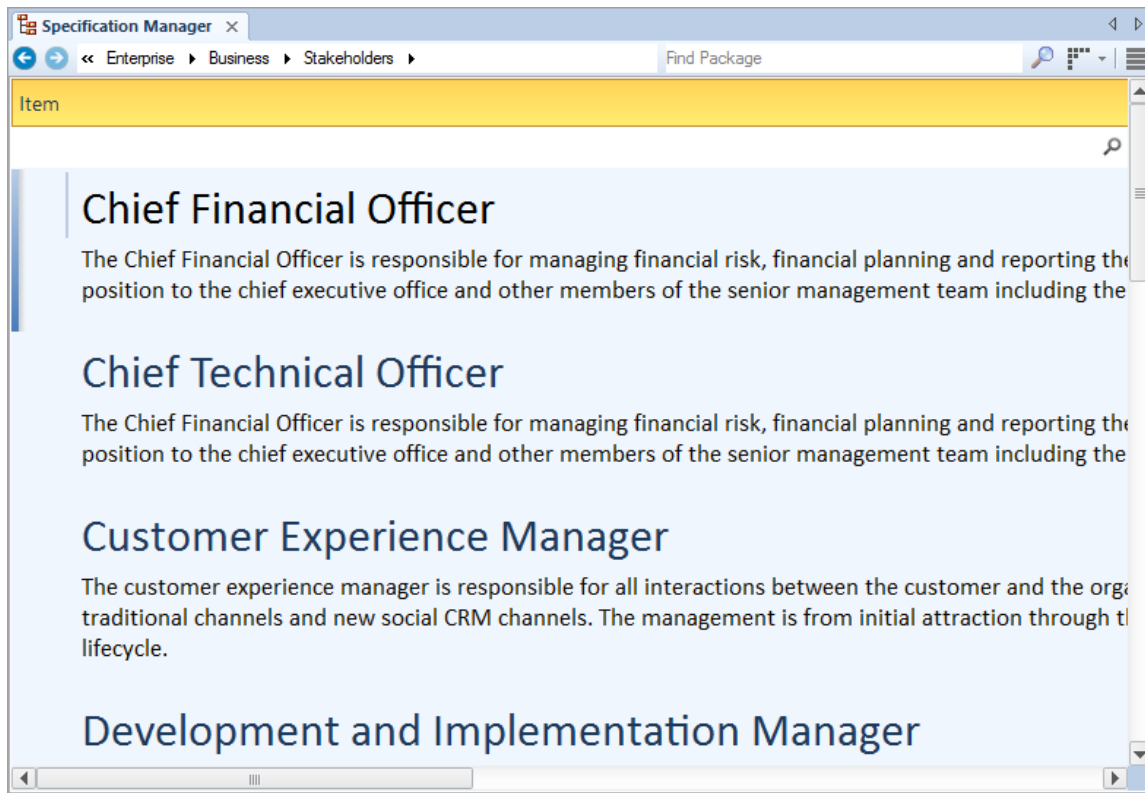 Specification Manager
Enterprise Business Stakeholders Find Package
Item
Chief Financial Officer
The Chief Financial Officer is responsible for managing financial risk, financial planning and reporting the
position to the chief executive office and other members of the senior management team including the
Chief Technical Officer
The Chief Financial Officer is responsible for managing financial risk, financial planning and reporting the
position to the chief executive office and other members of the senior management team including the
Customer Experience Manager
The customer experience manager is responsible for all interactions between the customer and the
traditional channels and new social CRM channels. The management is from initial attraction through
lifecycle.
Development and Implementation Manager